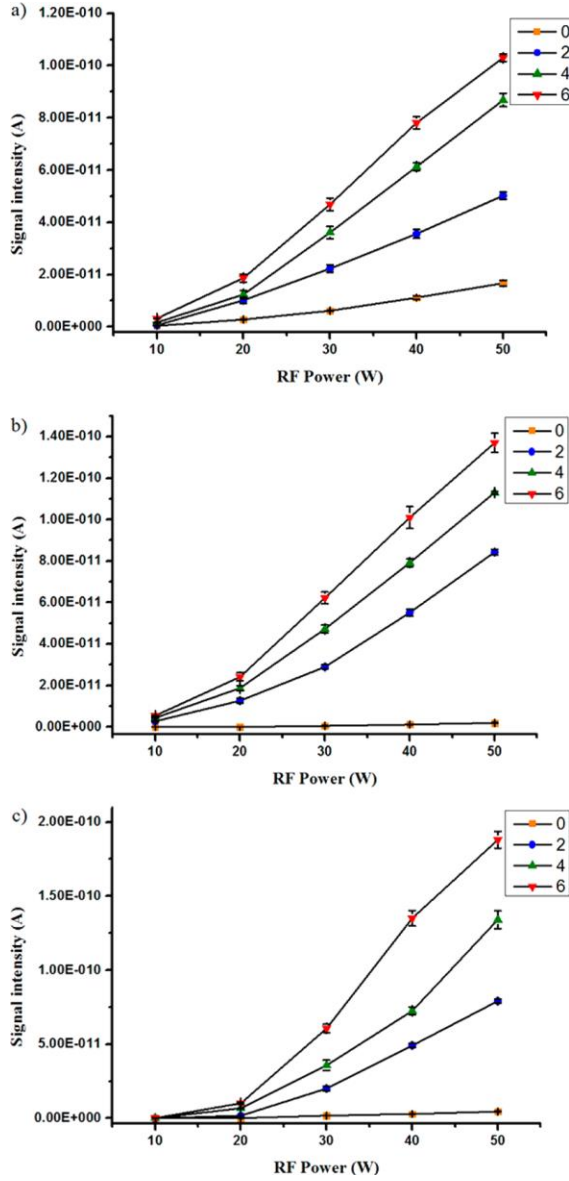 a)
1.20E-010
1.00E-010
8.00E-011
6.00E-011
4.00E-011
2.00E-011
0.00E+000
Signal intensity (A)
0
2
4
6
10 20 30 40 50
RF Power (W)
b)
1.40E-010
1.20E-010
1.00E-010
8.00E-011
6.00E-011
4.00E-011
2.00E-011
0.00E+000
Signal intensity (A)
0
2
4
6
10 20 30 40 50
RF Power (W)
c)
2.00E-010
1.50E-010
1.00E-010
5.00E-011
0.00E+000
Signal intensity (A)
0
2
4
6
10 20 30 40 50
RF Power (W)